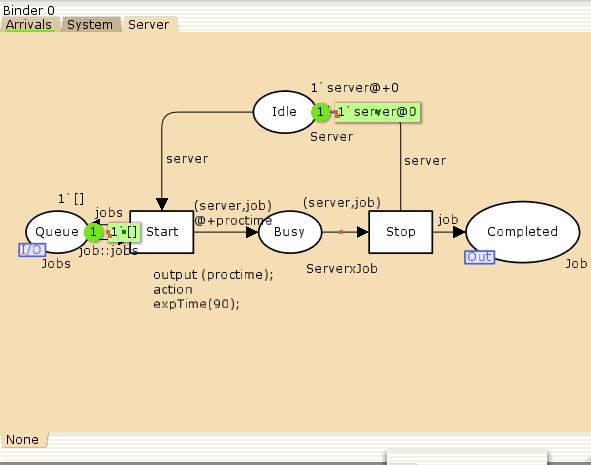 Binder 0
Arrivals System Server
1`server@+0
Idle 1 1`server@0
Server
server
server
1`[]
jobs
(server,job)
(server,job)
@+proctime
job
Queue 1 1`[] Start Busy Stop Completed
I/O
job::jobs
Out
Jobs
ServerxJob
Job
output (proctime);
action
expTime(90);
None